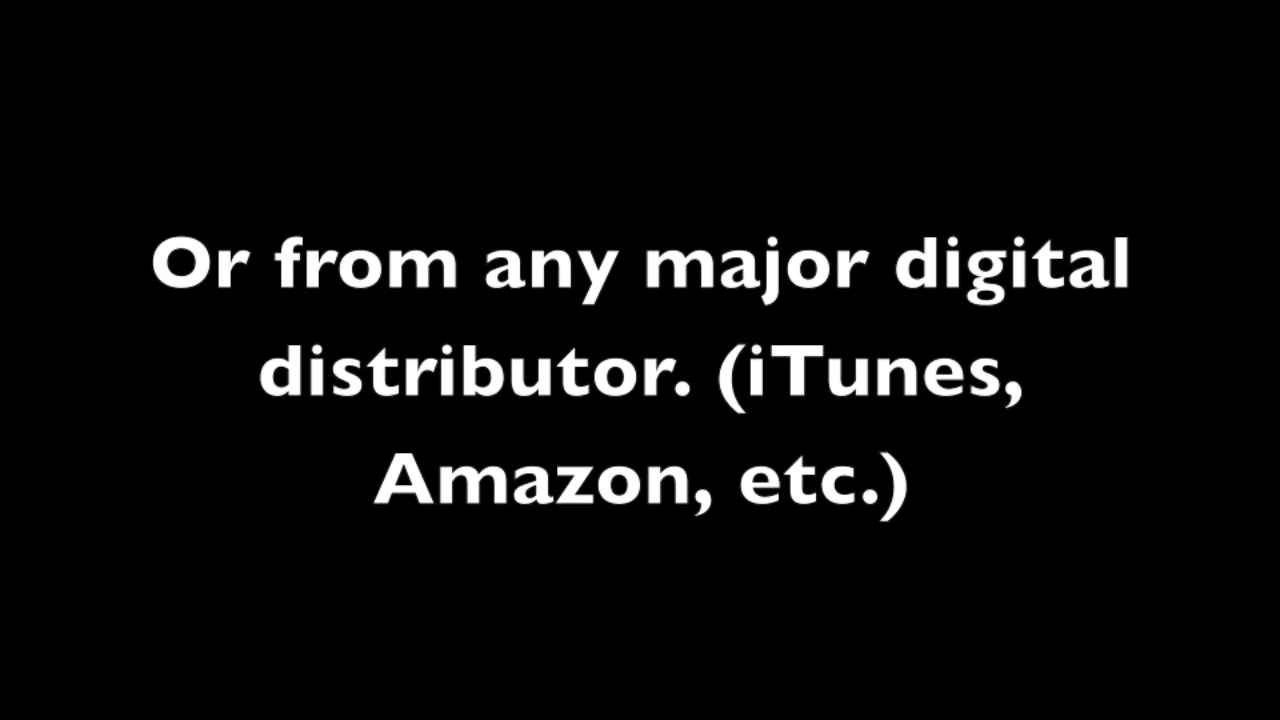 Or from any major digital
distributor. (iTunes,
Amazon, etc.)